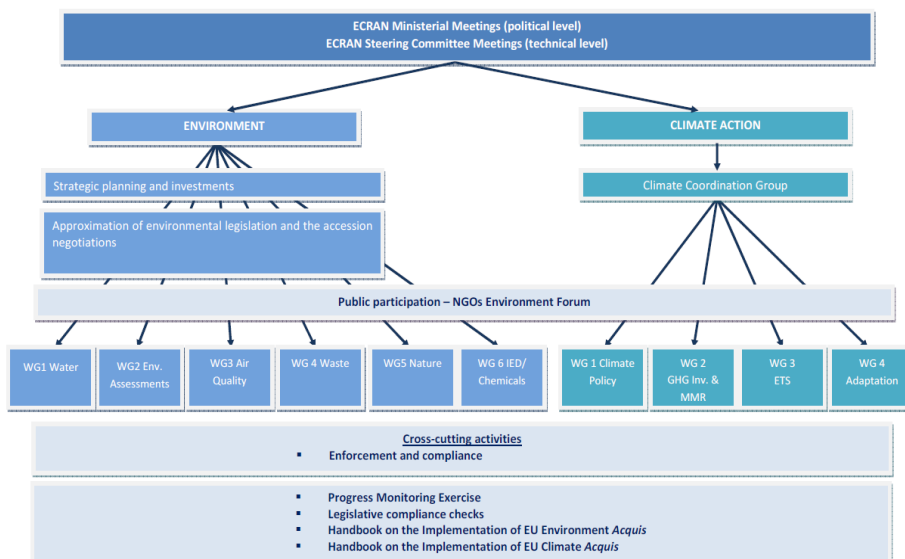 ECRAN Ministerial Meetings (political level)
ECRAN Steering Committee Meetings (technical level)
ENVIRONMENT
CLIMATE ACTION
Strategic planning and investments
Climate Coordination Group
Approximation of environmental legislation and the accession
negotiations
Public participation – NGOs Environment Forum
WG1 Water
WG2 Env.
Assessments
WG3 Air
Quality
WG 4 Waste
WG5 Nature
WG 6 IED/
Chemicals
WG 1 Climate
Policy
WG 2
GHG Inv. &
MMR
WG 3
ETS
WG 4
Adaptation
Cross-cutting activities
▪ Enforcement and compliance
▪ Progress Monitoring Exercise
▪ Legislative compliance checks
▪ Handbook on the Implementation of EU Environment Acquis
▪ Handbook on the Implementation of EU Climate Acquis